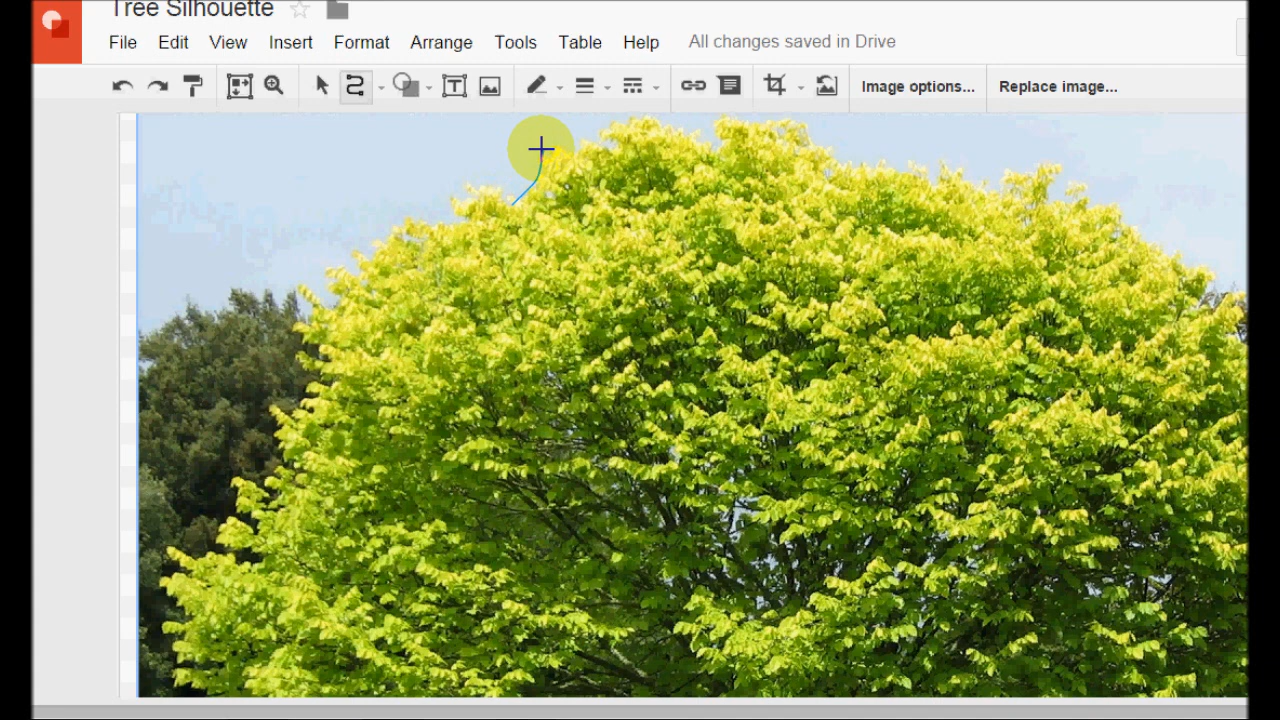 Tree Silhouette
File Edit View Insert Format Arrange Tools Table Help All changes saved in Drive
Image options... Replace image...